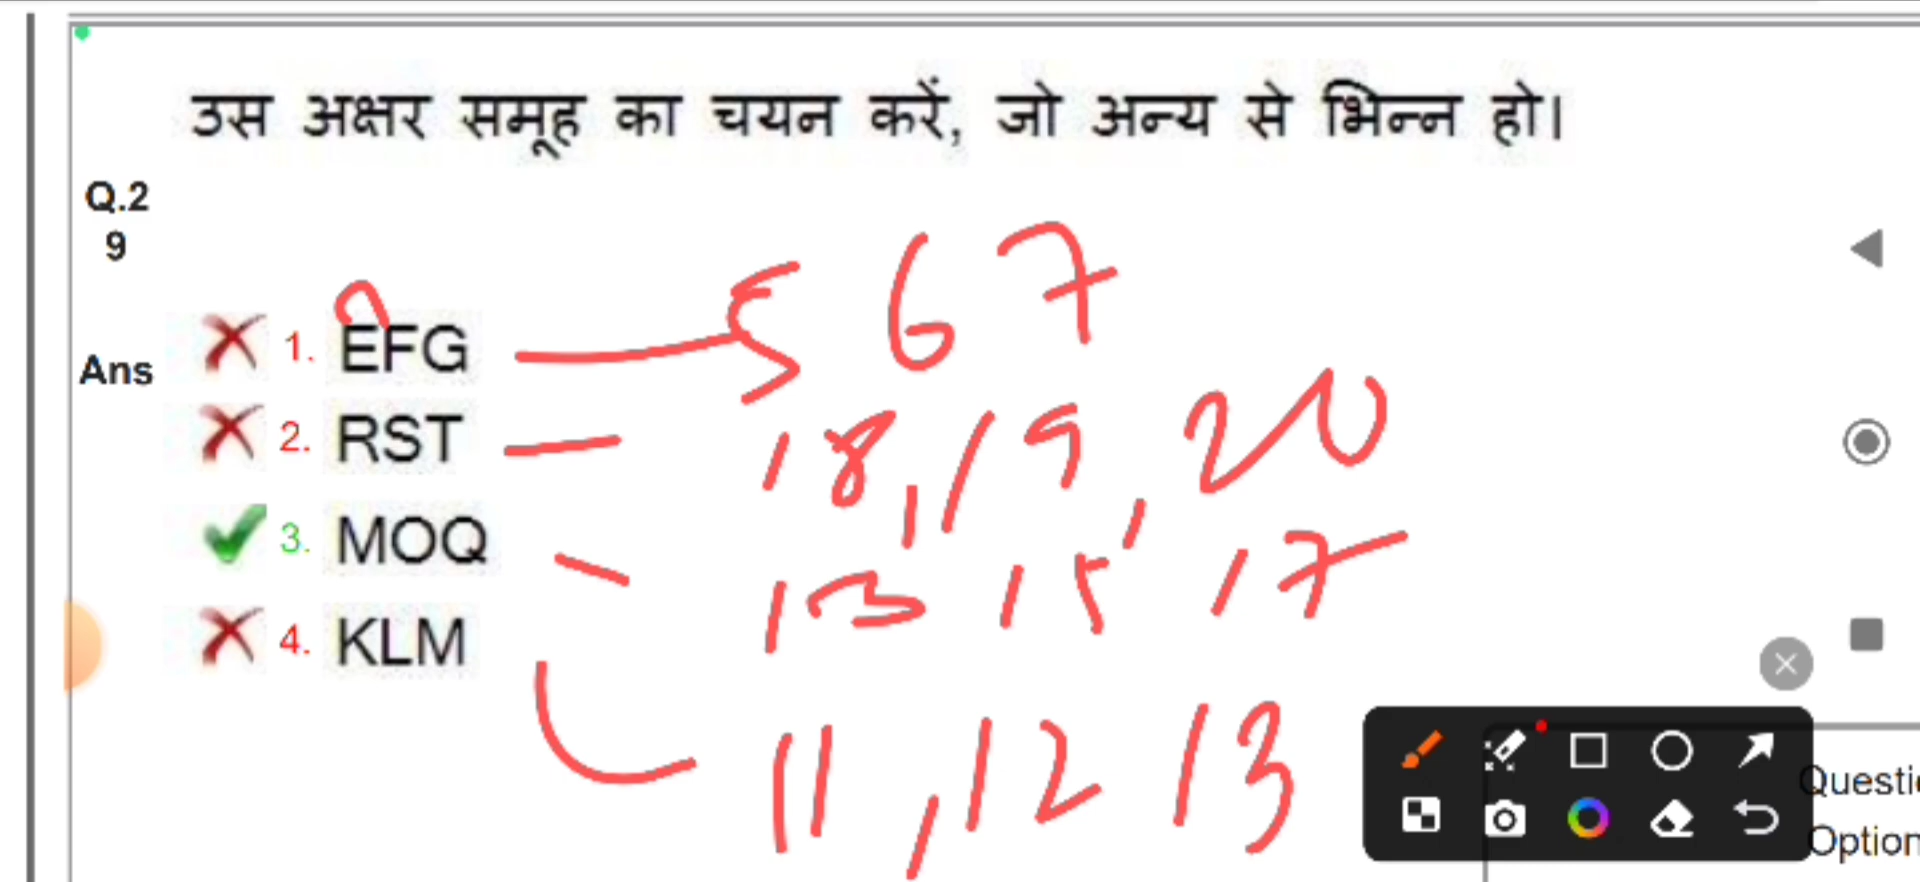 उस अक्षर समूह का चयन करें, जो अन्य से भिन्न हो।
Q.2
9
Ans
1. EFG
5 6 7
2. RST
18, 19, 20
3. MOQ
13 15 17
4. KLM
11, 12 13
Questi
Option